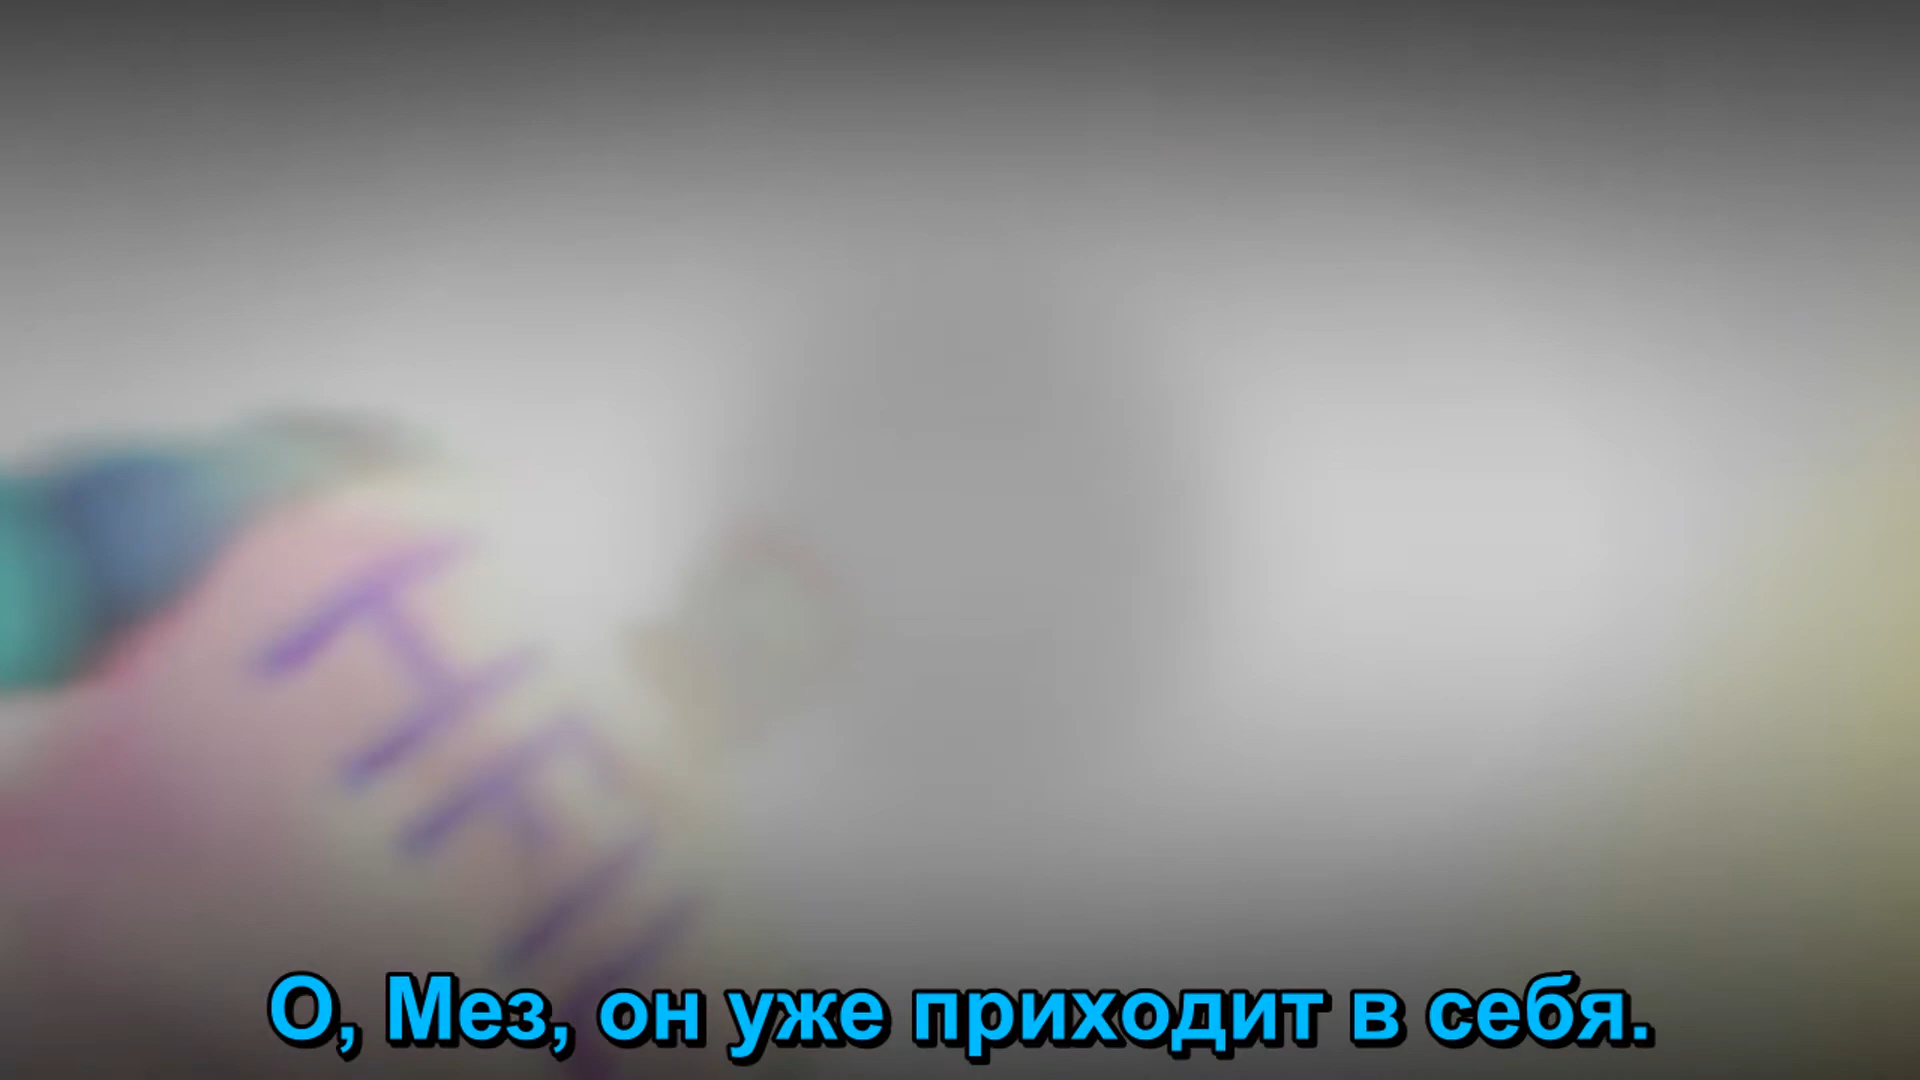 О, Мез, он уже приходит в себя.